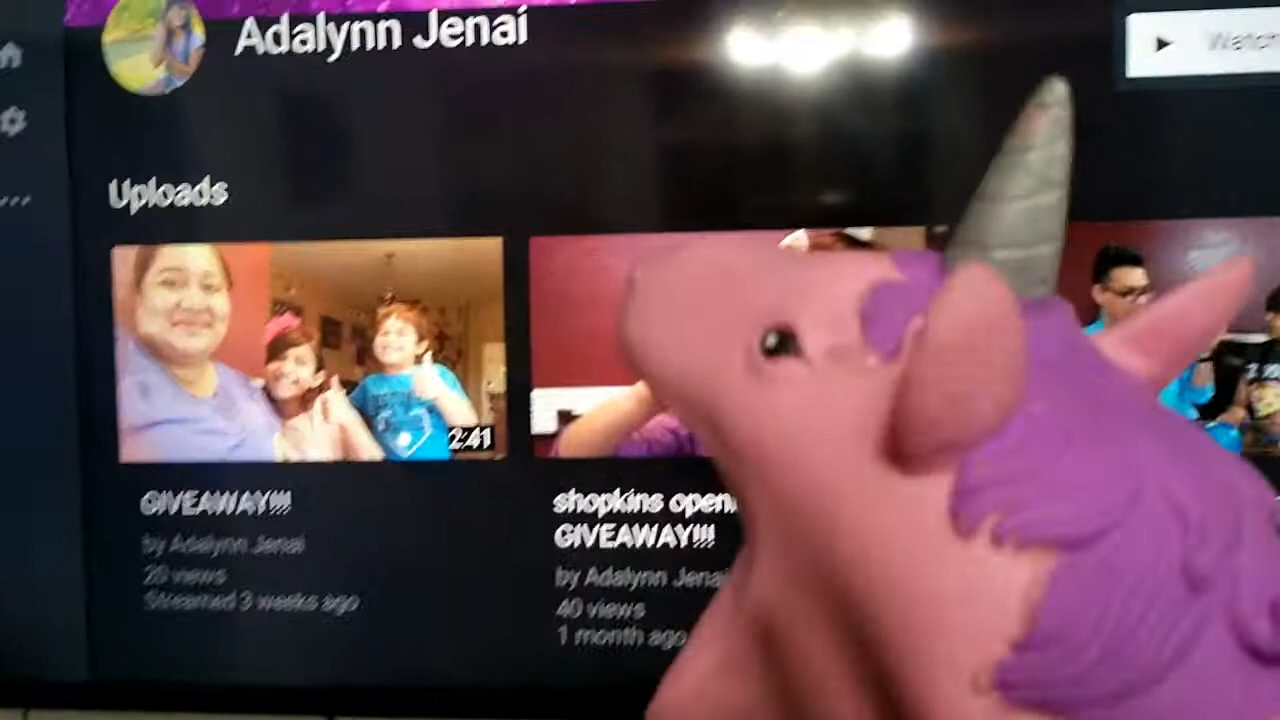 Adalynn Jenai
Watch
Uploads
2:41
GIVEAWAY!!!
by Adalynn Jenai
20 views
Streamed 3 weeks ago
shopkins open
GIVEAWAY!!!
by Adalynn Jenai
40 views
1 month ago